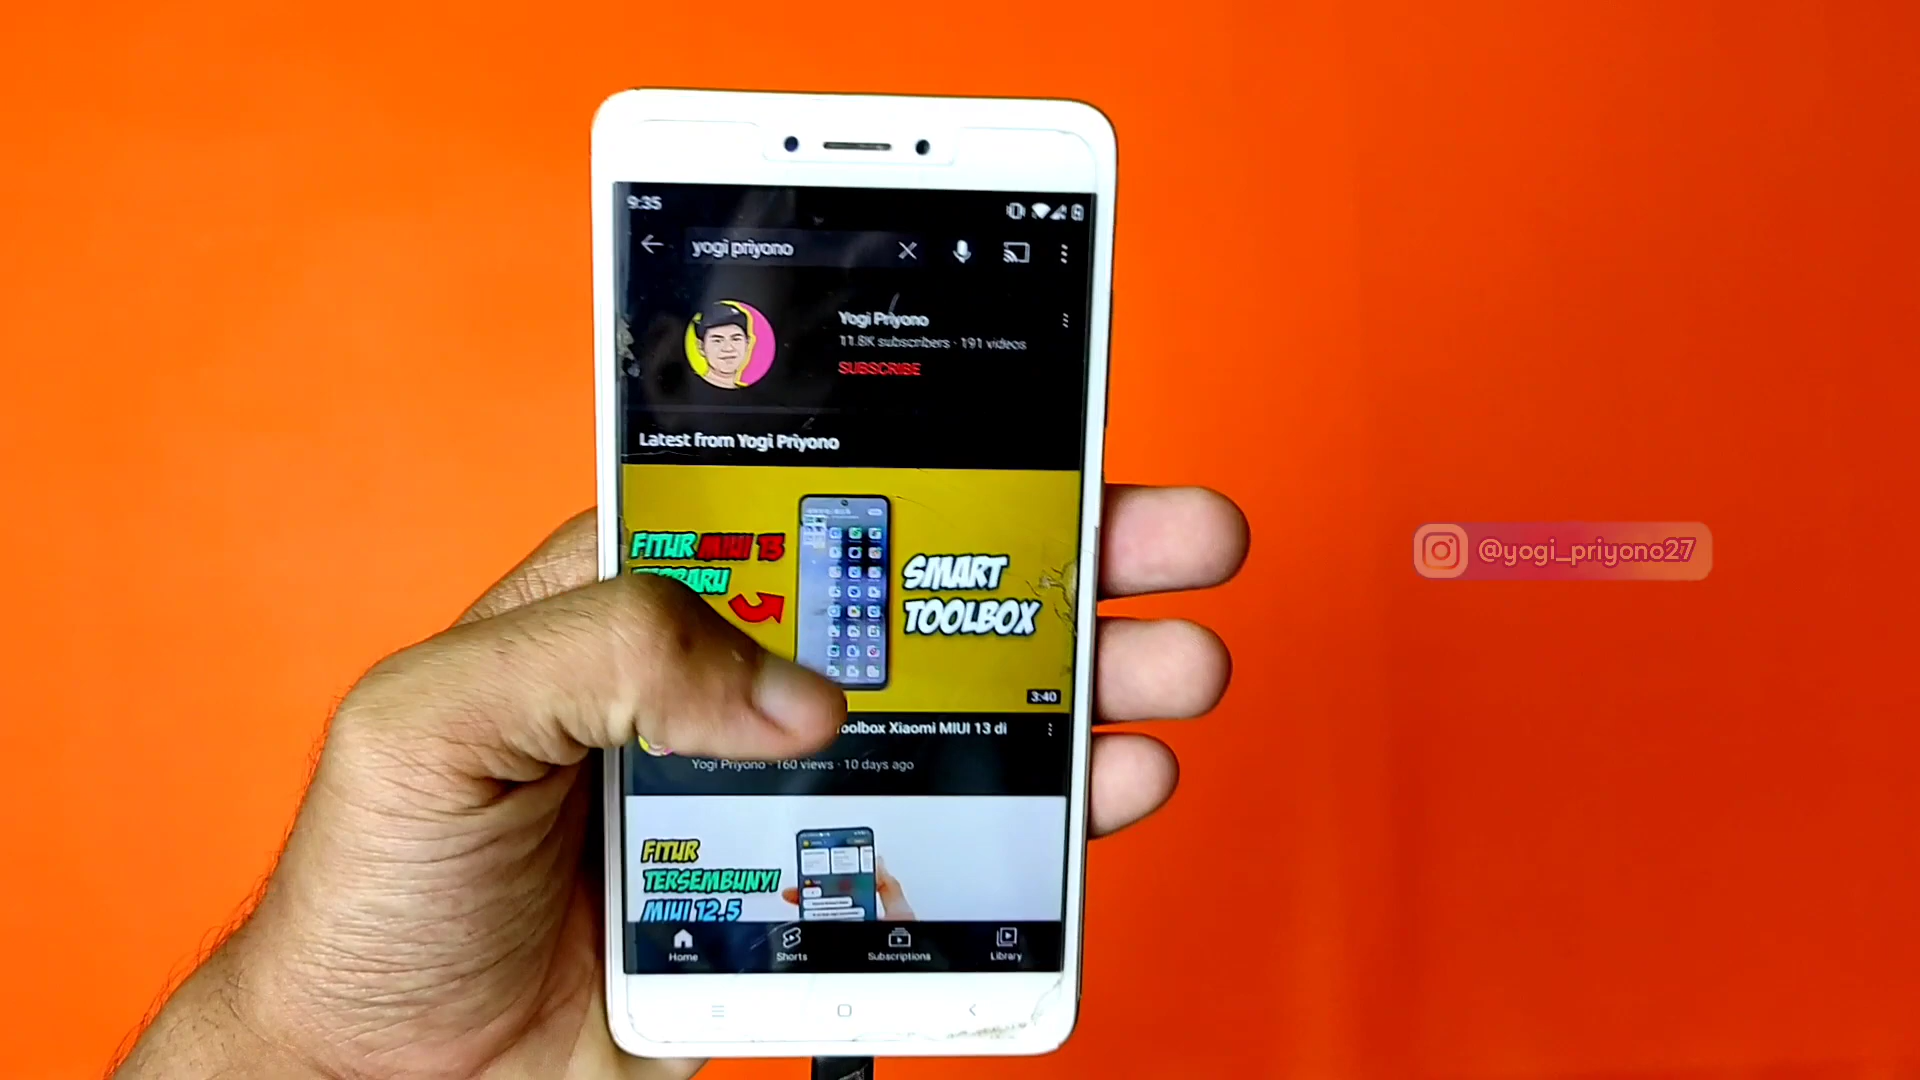 9:35
yogi priyono
Yogi Priyono
11.8K subscribers · 191 videos
SUBSCRIBE
Latest from Yogi Priyono
FITUR MIUI 13
SMART
TOOLBOX
3:40
Toolbox Xiaomi MIUI 13 di
Yogi Priyono · 160 views · 10 days ago
FITUR
TERSEMBUNYI
MIUI 12.5
Home
Shorts
Subscriptions
Library
@yogi_priyono27